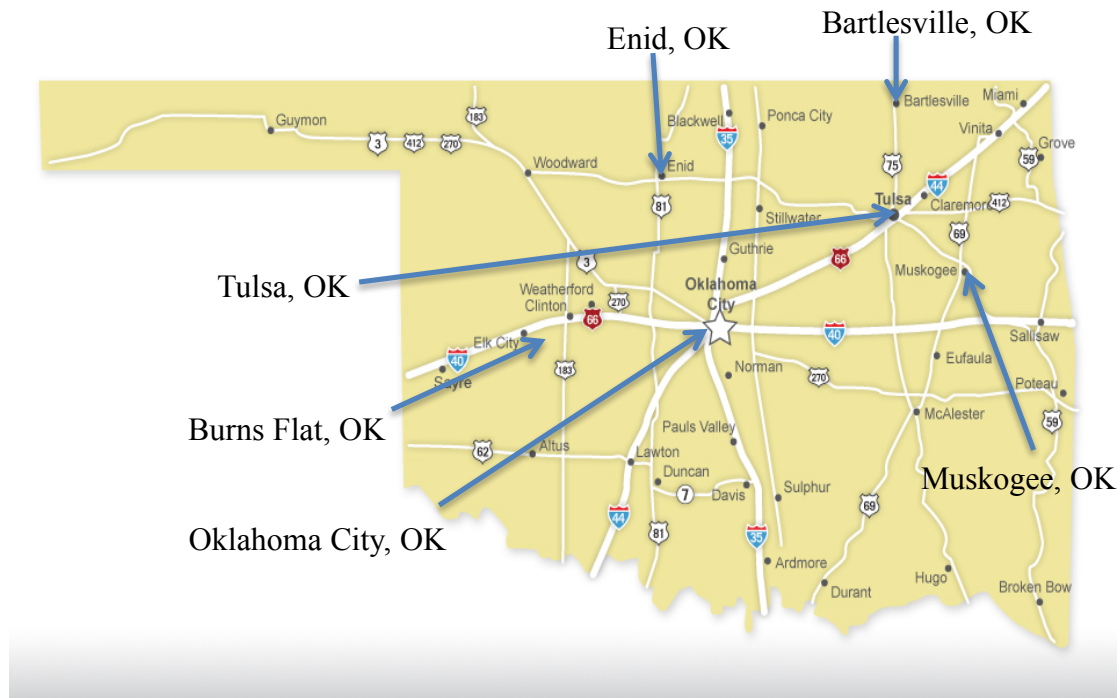 Bartlesville, OK
Enid, OK
Bartlesville
Miami
183
Blackwell
Ponca City
Guymon
35
Vinita
3
412
270
Grove
59
Woodward
Enid
75
44
Tulsa
Claremore
412
81
Stillwater
69
3
Guthrie
66
Muskogee
Tulsa, OK
Oklahoma
City
Weatherford
270
Clinton
66
Elk City
40
Sallisaw
40
183
Eufaula
Sayre
Norman
270
Poteau
McAlester
59
Burns Flat, OK
Pauls Valley
62
Altus
Lawton
Duncan
Muskogee, OK
7
Davis
Sulphur
69
44
81
35
Oklahoma City, OK
Ardmore
Hugo
Durant
Broken Bow